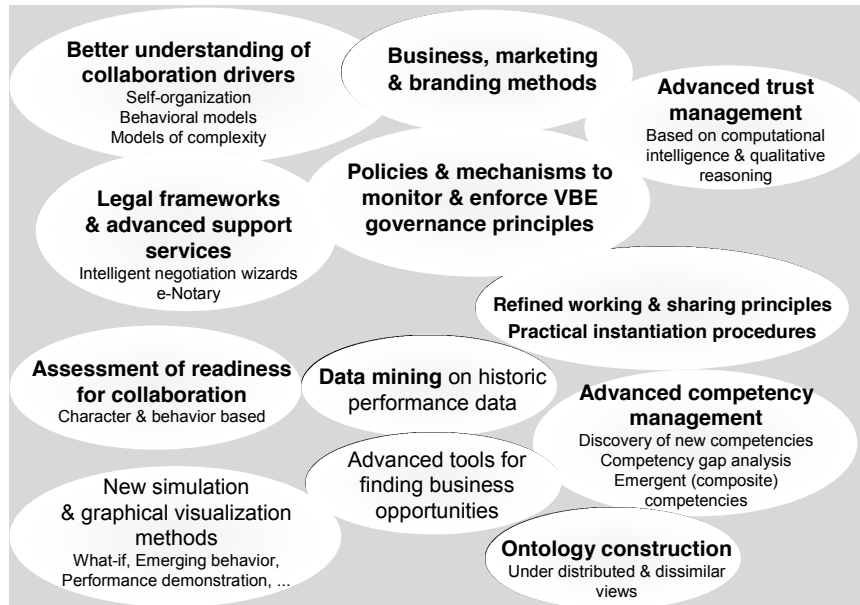 Better understanding of
collaboration drivers
Self-organization
Behavioral models
Models of complexity
Business, marketing
& branding methods
Advanced trust
management
Based on computational
intelligence & qualitative
reasoning
Legal frameworks
& advanced support
services
Intelligent negotiation wizards
e-Notary
Policies & mechanisms to
monitor & enforce VBE
governance principles
Refined working & sharing principles
Practical instantiation procedures
Assessment of readiness
for collaboration
Character & behavior based
Data mining on historic
performance data
Advanced competency
management
Discovery of new competencies
Competency gap analysis
Emergent (composite)
competencies
New simulation
& graphical visualization
methods
What-if, Emerging behavior,
Performance demonstration, ...
Advanced tools for
finding business
opportunities
Ontology construction
Under distributed & dissimilar
views